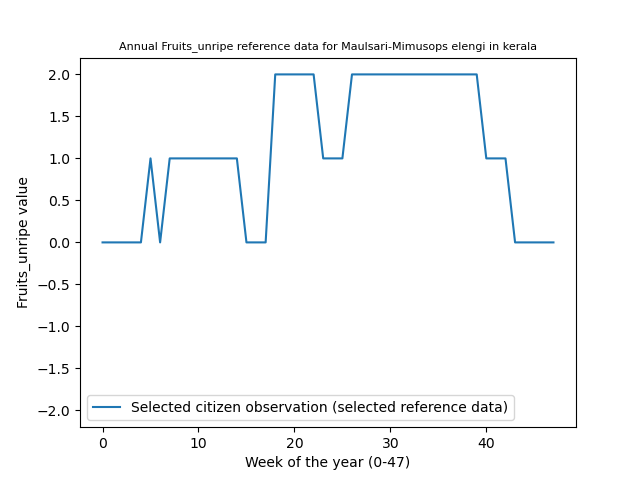 Annual Fruits_unripe reference data for Maulsari-Mimusops elengi in kerala
2.0
1.5
1.0
0.5
0.0
−0.5
−1.0
−1.5
−2.0
Fruits_unripe value
Selected citizen observation (selected reference data)
0 10 20 30 40
Week of the year (0-47)